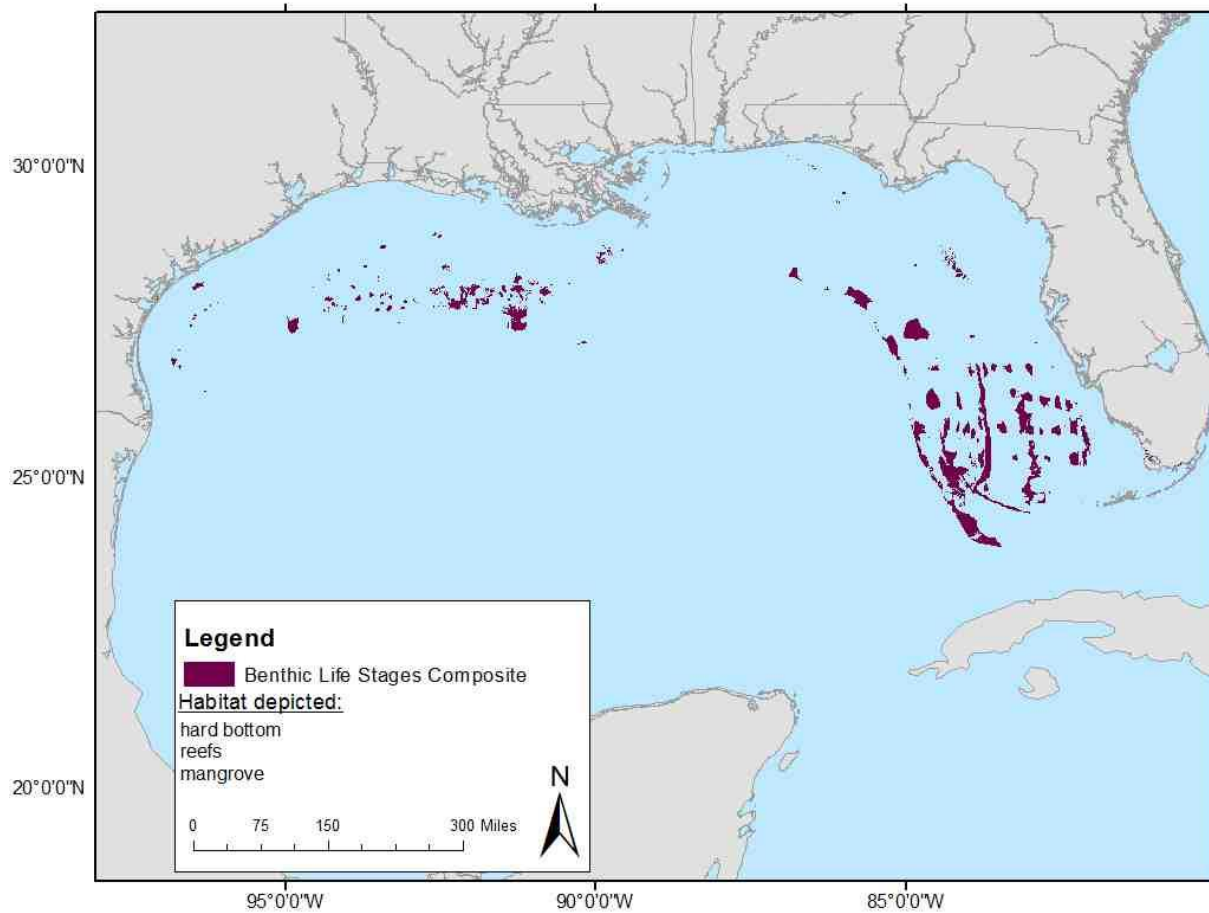 30°0'0"N
25°0'0"N
20°0'0"N
Legend
Benthic Life Stages Composite
Habitat depicted:
hard bottom
reefs
mangrove
N
0 75 150 300 Miles
95°0'0"W 90°0'0"W 85°0'0"W